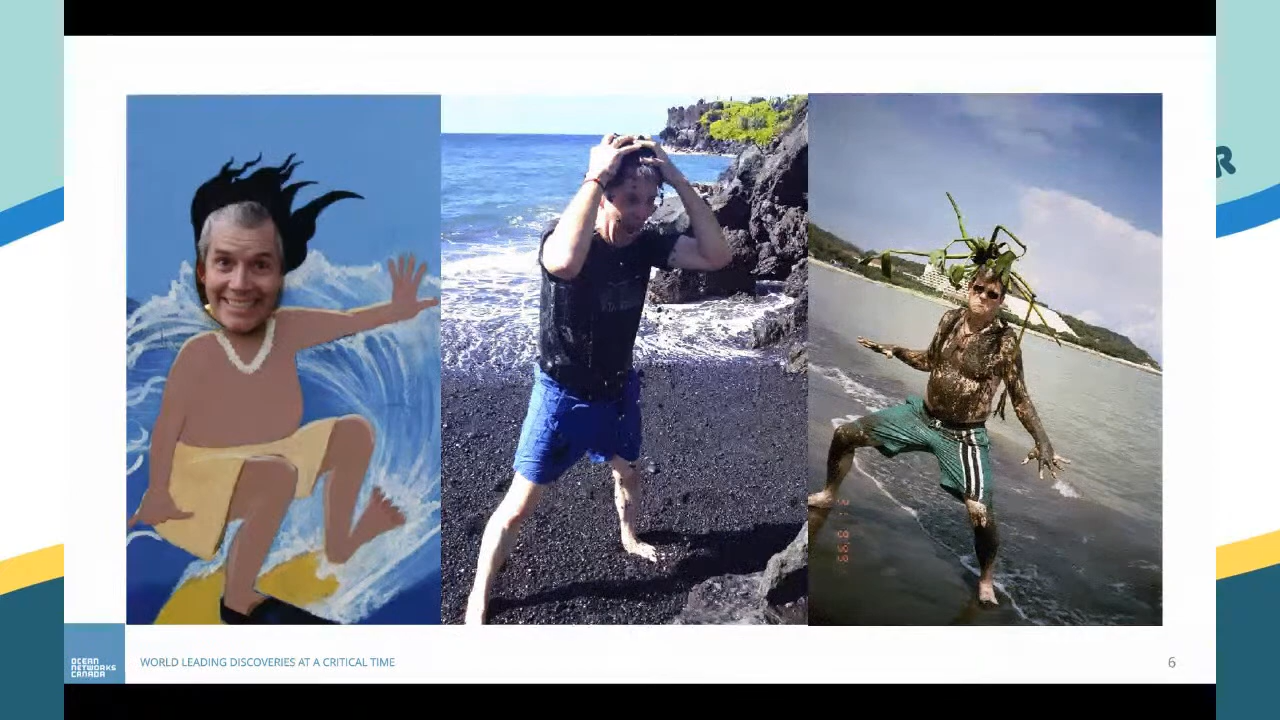 R
OCEAN
NETWORKS
CANADA
WORLD LEADING DISCOVERIES AT A CRITICAL TIME
6